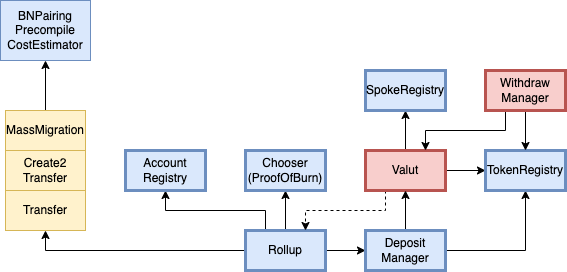 BNPairing
Precompile
CostEstimator
SpokeRegistry
Withdraw
Manager
MassMigration
Create2
Transfer
Transfer
Account
Registry
Chooser
(ProofOfBurn)
Valut
TokenRegistry
Rollup
Deposit
Manager